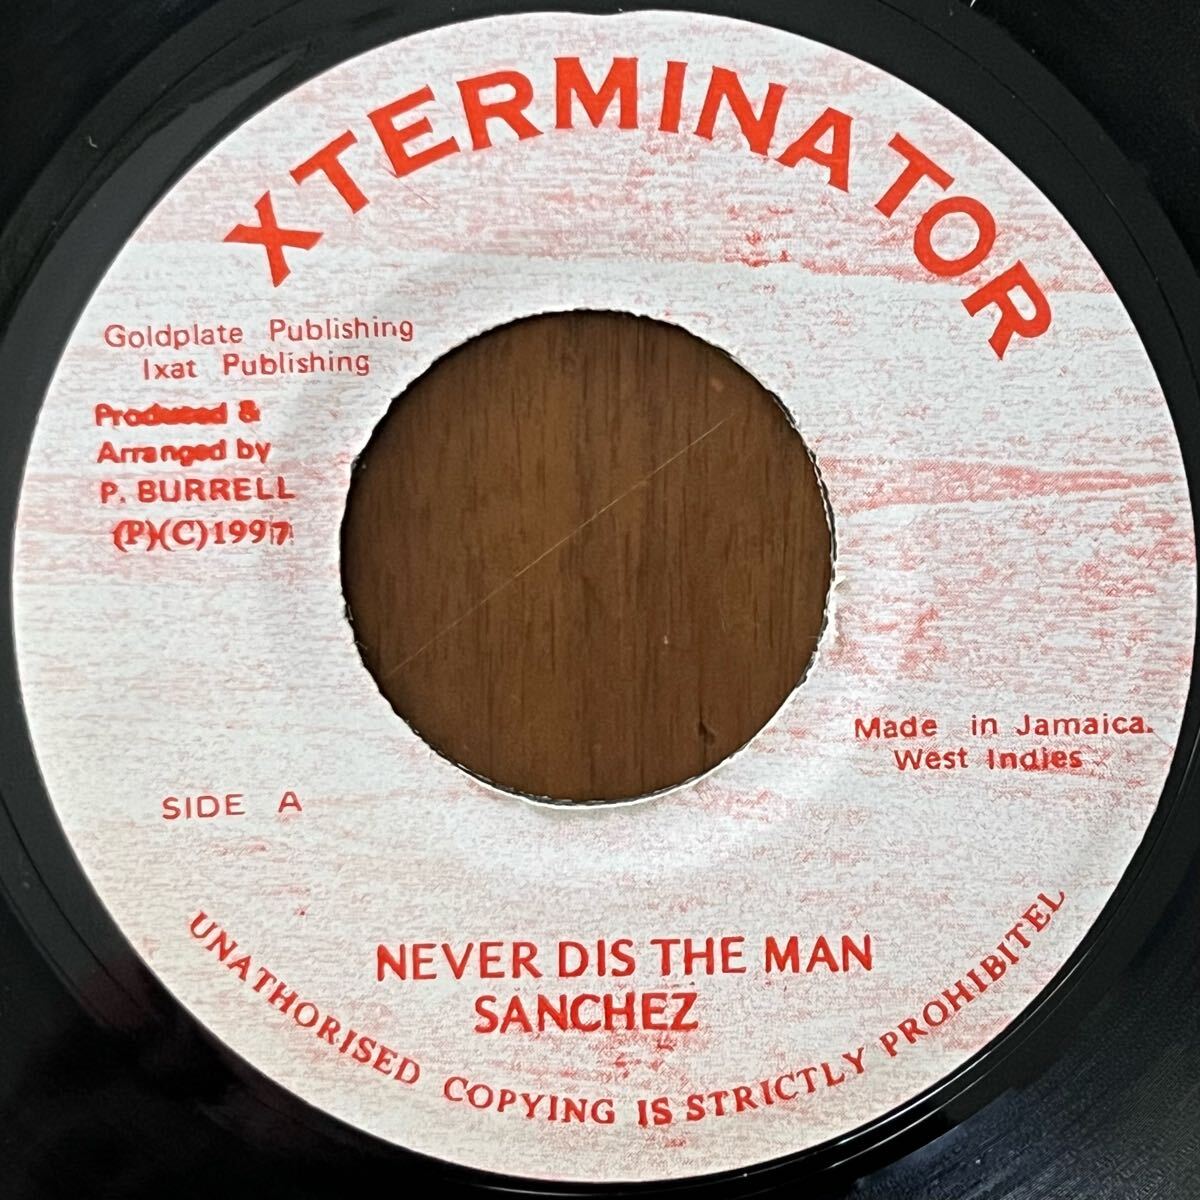 XTERMINATOR
Goldplate Publishing
Ixat Publishing
Produced &
Arranged by
P. BURRELL
(P)(C)1997
Made in Jamaica.
West Indies
SIDE A
NEVER DIS THE MAN
SANCHEZ
UNATHORISED COPYING IS STRICTLY PROHIBITEL